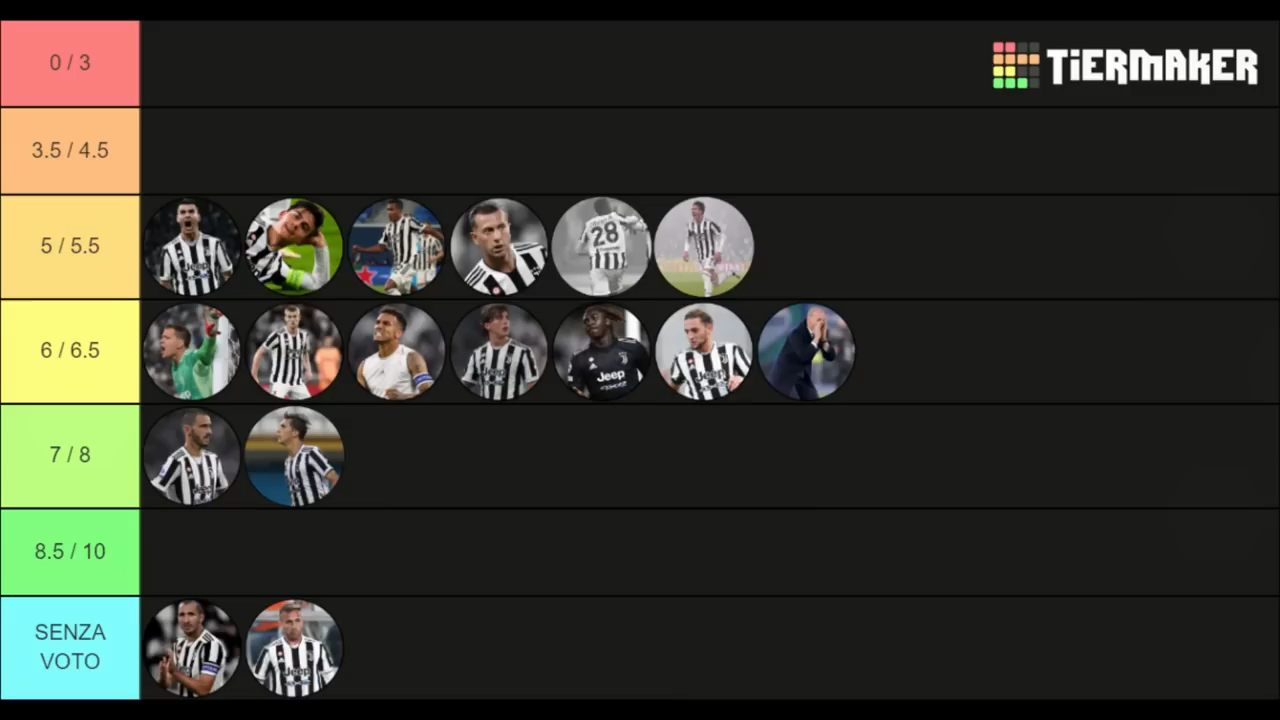 0 / 3
TiERMAKER
3.5 / 4.5
5 / 5.5
28
6 / 6.5
Jeep
Jeep
7 / 8
8.5 / 10
SENZA
VOTO